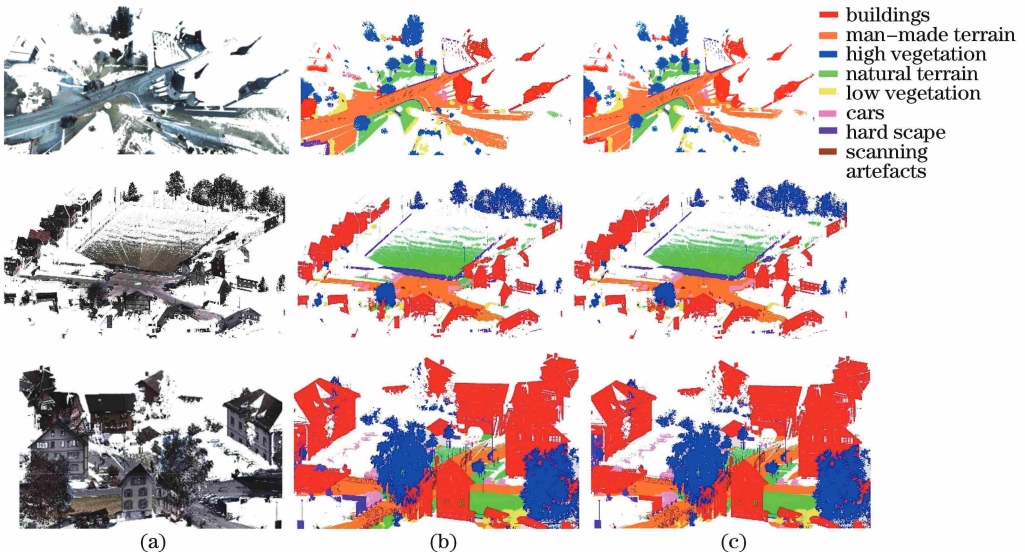 buildings
man-made terrain
high vegetation
natural terrain
low vegetation
cars
hard scape
scanning
artefacts
(a)
(b)
(c)